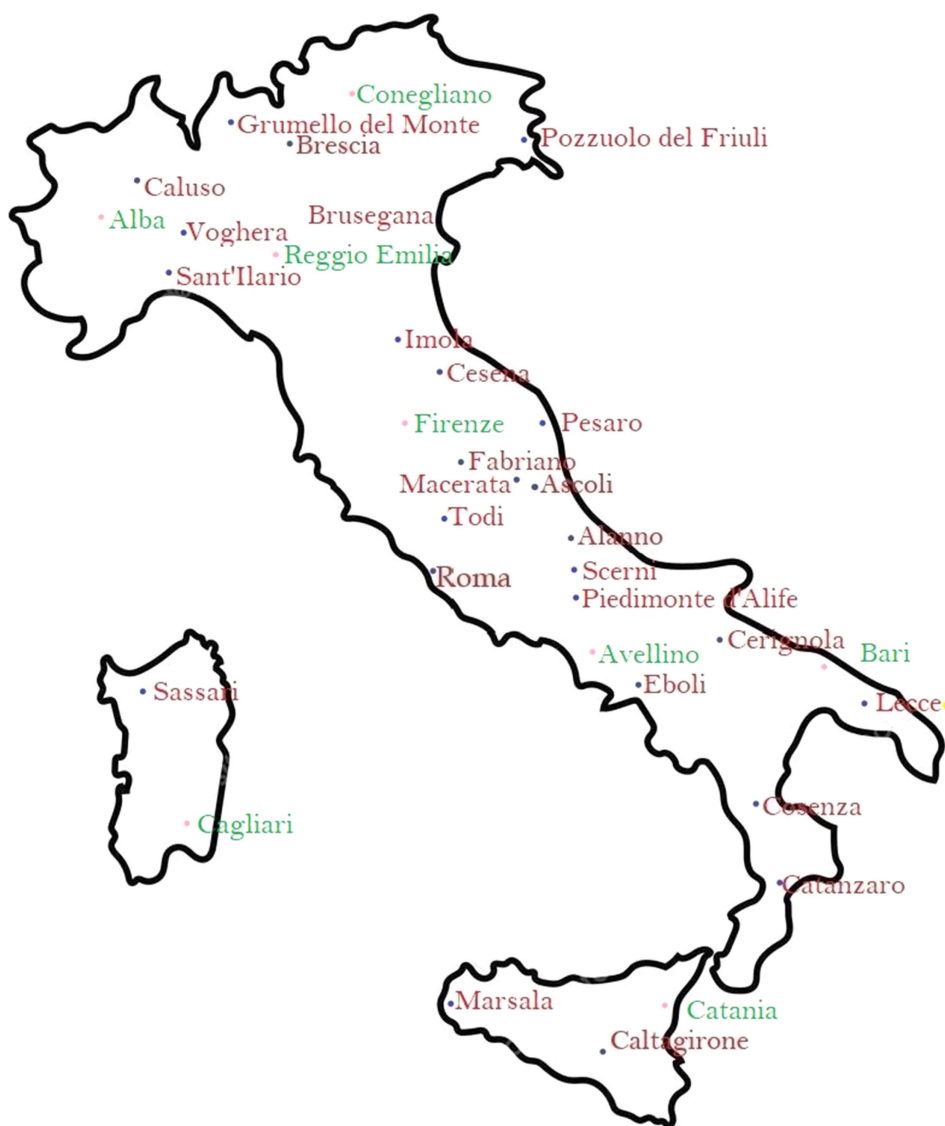 Conegliano
Grumello del Monte
Pozzuolo del Friuli
Brescia
Caluso
Brusegana
Alba
Voghera
Reggio Emilia
Sant'Ilario
Imola
Cesena
Firenze
Pesaro
Fabriano
Macerata
Ascoli
Todi
Alanno
Roma
Scerni
Piedimonte d'Alife
Cerignola
Avellino
Bari
Eboli
Sassari
Lecce
Cosenza
Cagliari
Catanzaro
Marsala
Catania
Caltagirone